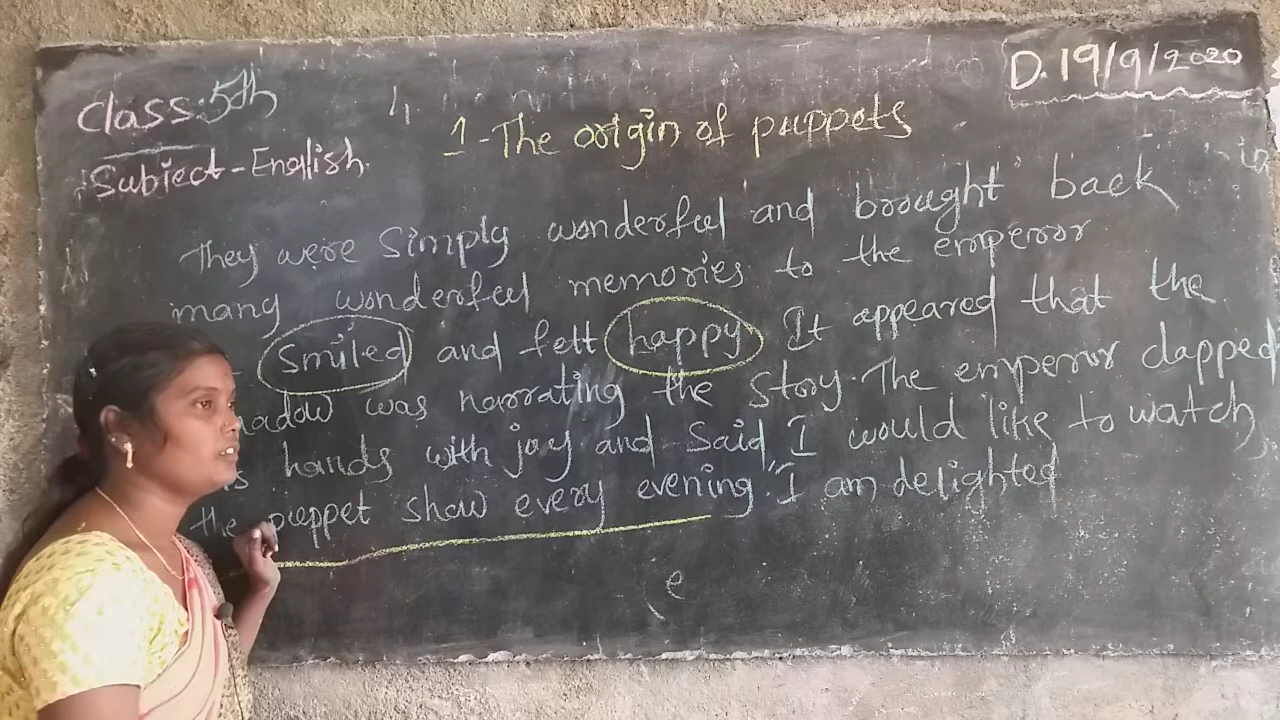 Class:5th
D.19/9/2020
Subject-English.
1-The origin of puppets
They were Simply wonderful and brought back
many wonderful memories to the emperor
Smiled and felt happy It appeared that the
was narrating the Story. The emperor clapped
hands with joy and Said, I would like to watch
the puppet show every evening. I am delighted
e